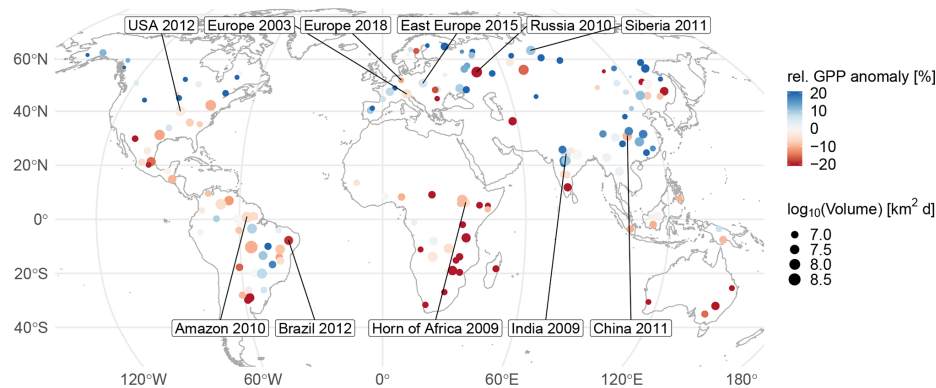 USA 2012 Europe 2003 Europe 2018 East Europe 2015 Russia 2010 Siberia 2011
60°N
40°N
20°N
0°
20°S
40°S
Amazon 2010 Brazil 2012 Horn of Africa 2009 India 2009 China 2011
120°W 60°W 0° 60°E 120°E 180°
rel. GPP anomaly [%]
20
10
0
−10
−20
log₁₀(Volume) [km² d]
7.0
7.5
8.0
8.5